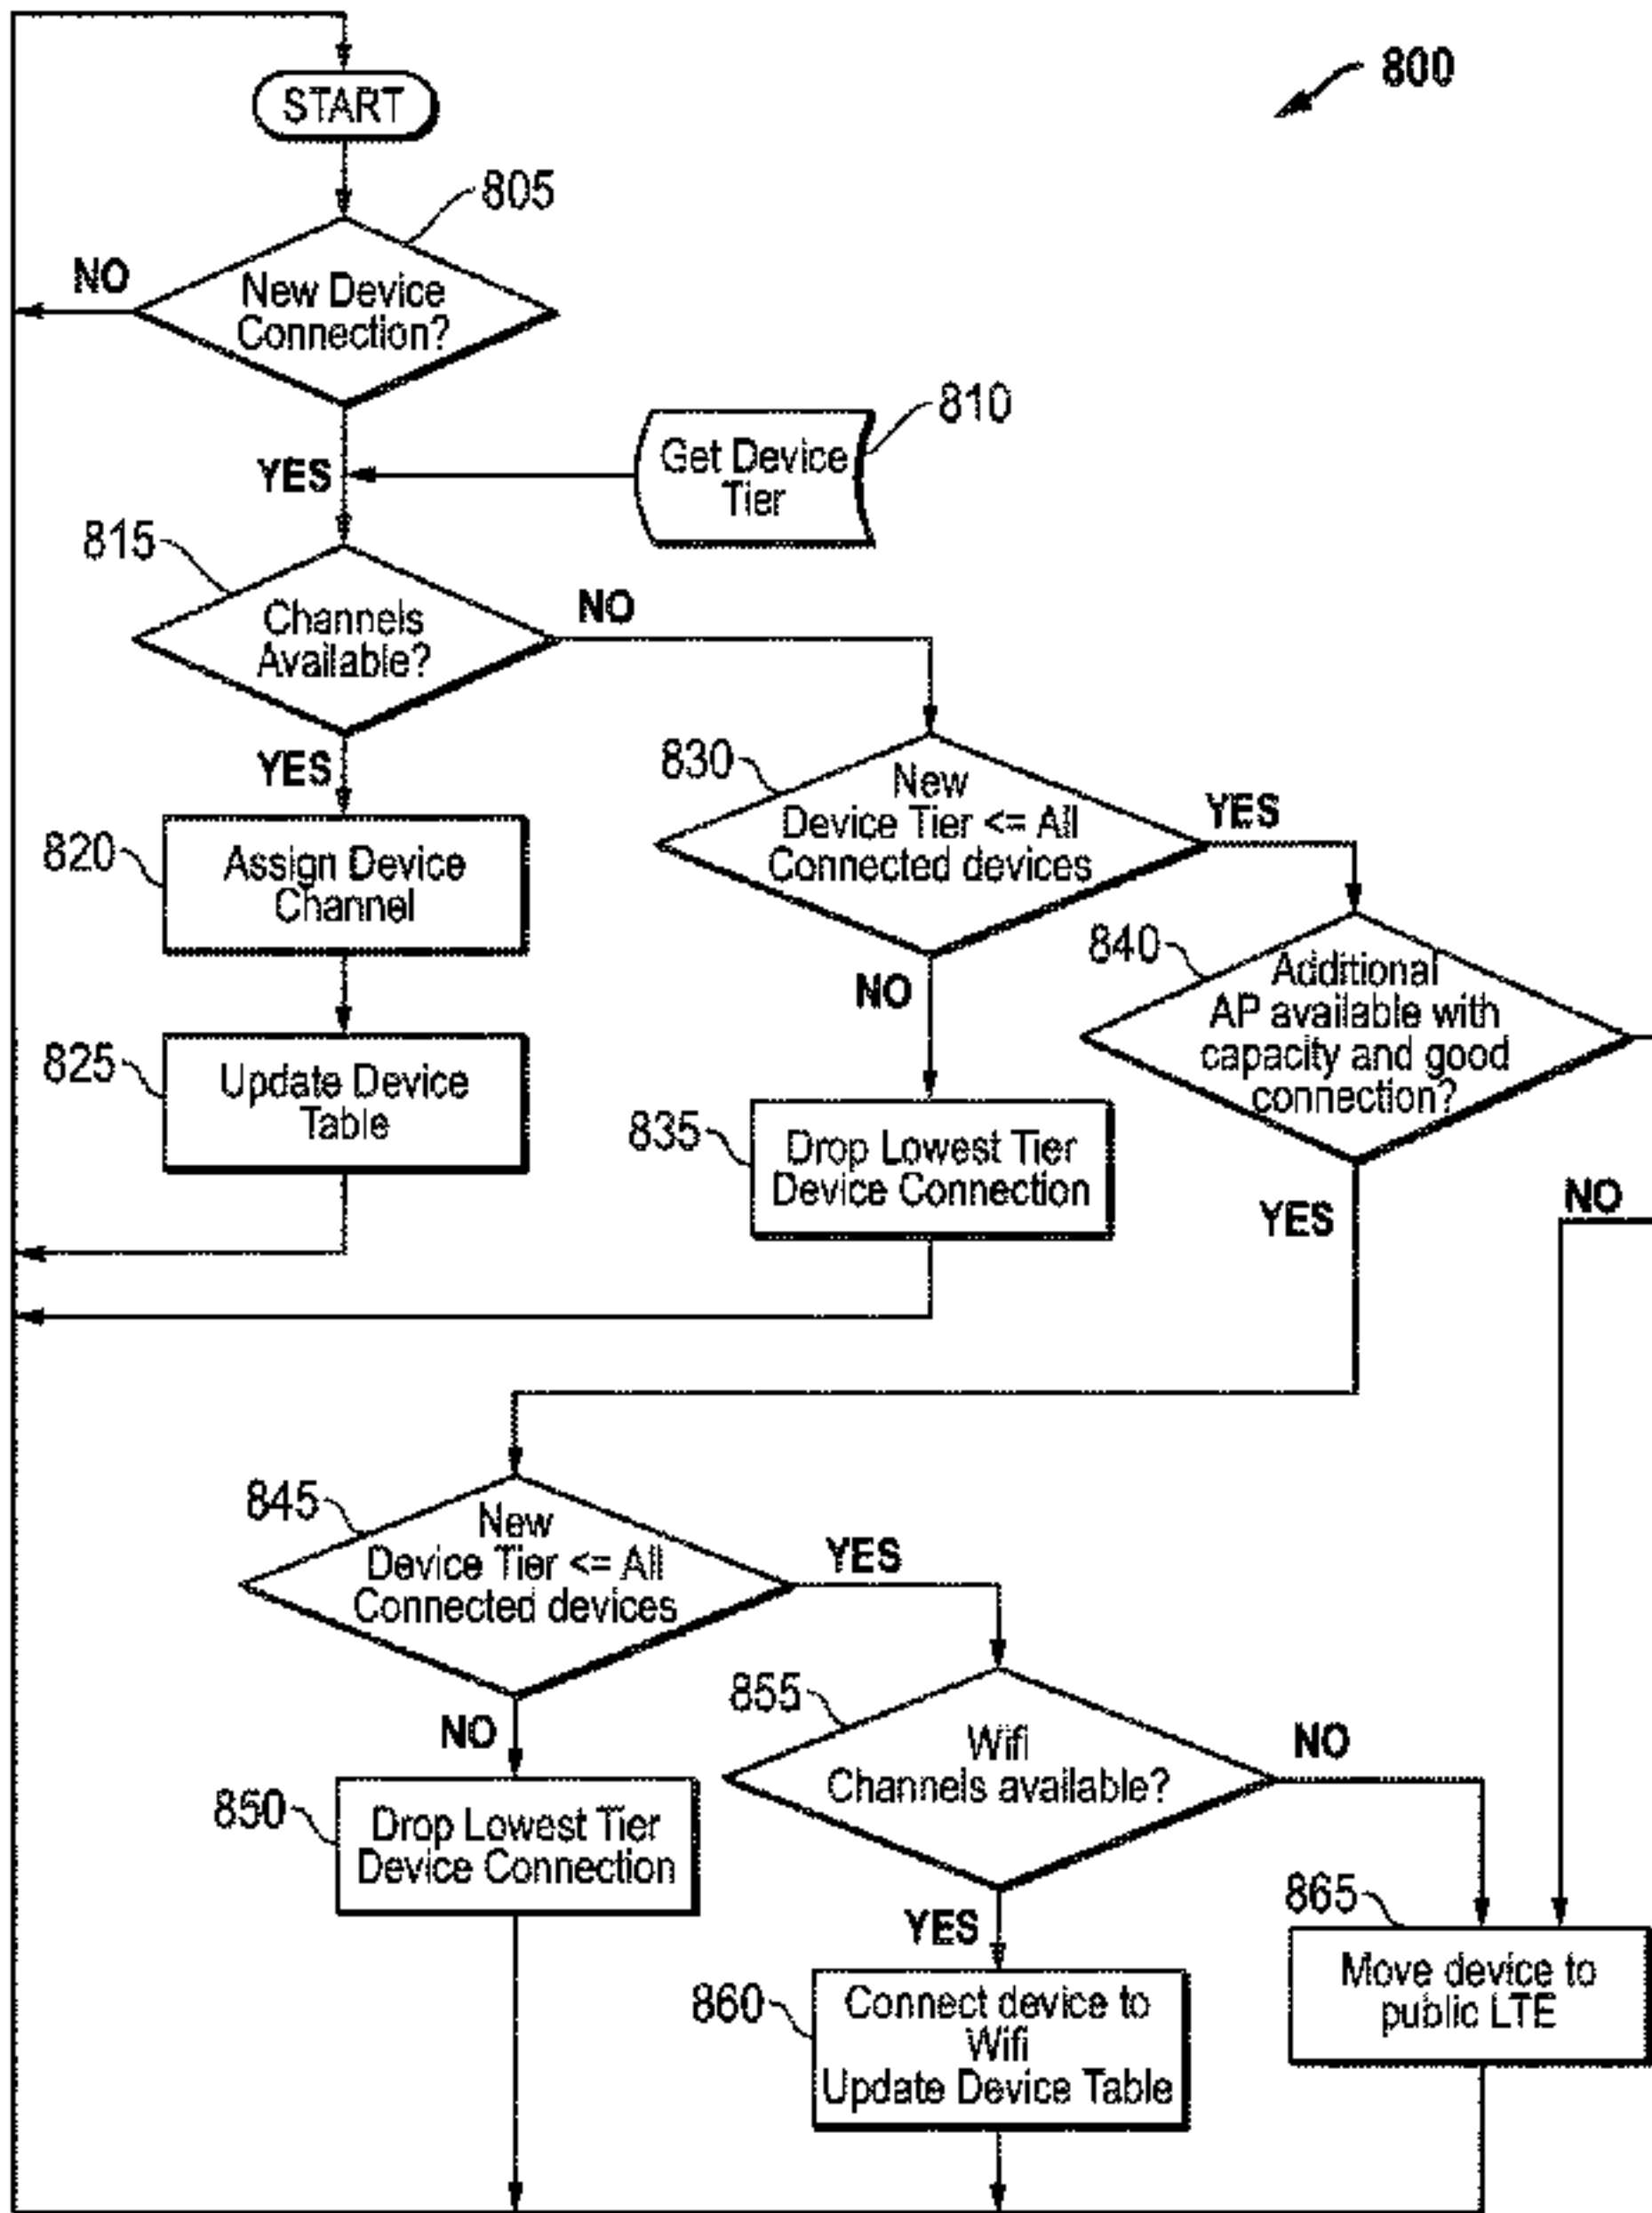 800
START
805
New Device
Connection?
NO
YES
810
Get Device
Tier
815
Channels
Available?
NO
YES
820
Assign Device
Channel
825
Update Device
Table
830
New
Device Tier <= All
Connected devices
YES
NO
835
Drop Lowest Tier
Device Connection
840
Additional
AP available with
capacity and good
connection?
YES
NO
845
New
Device Tier <= All
Connected devices
YES
NO
850
Drop Lowest Tier
Device Connection
855
Wifi
Channels available?
NO
YES
860
Connect device to
Wifi
Update Device Table
865
Move device to
public LTE